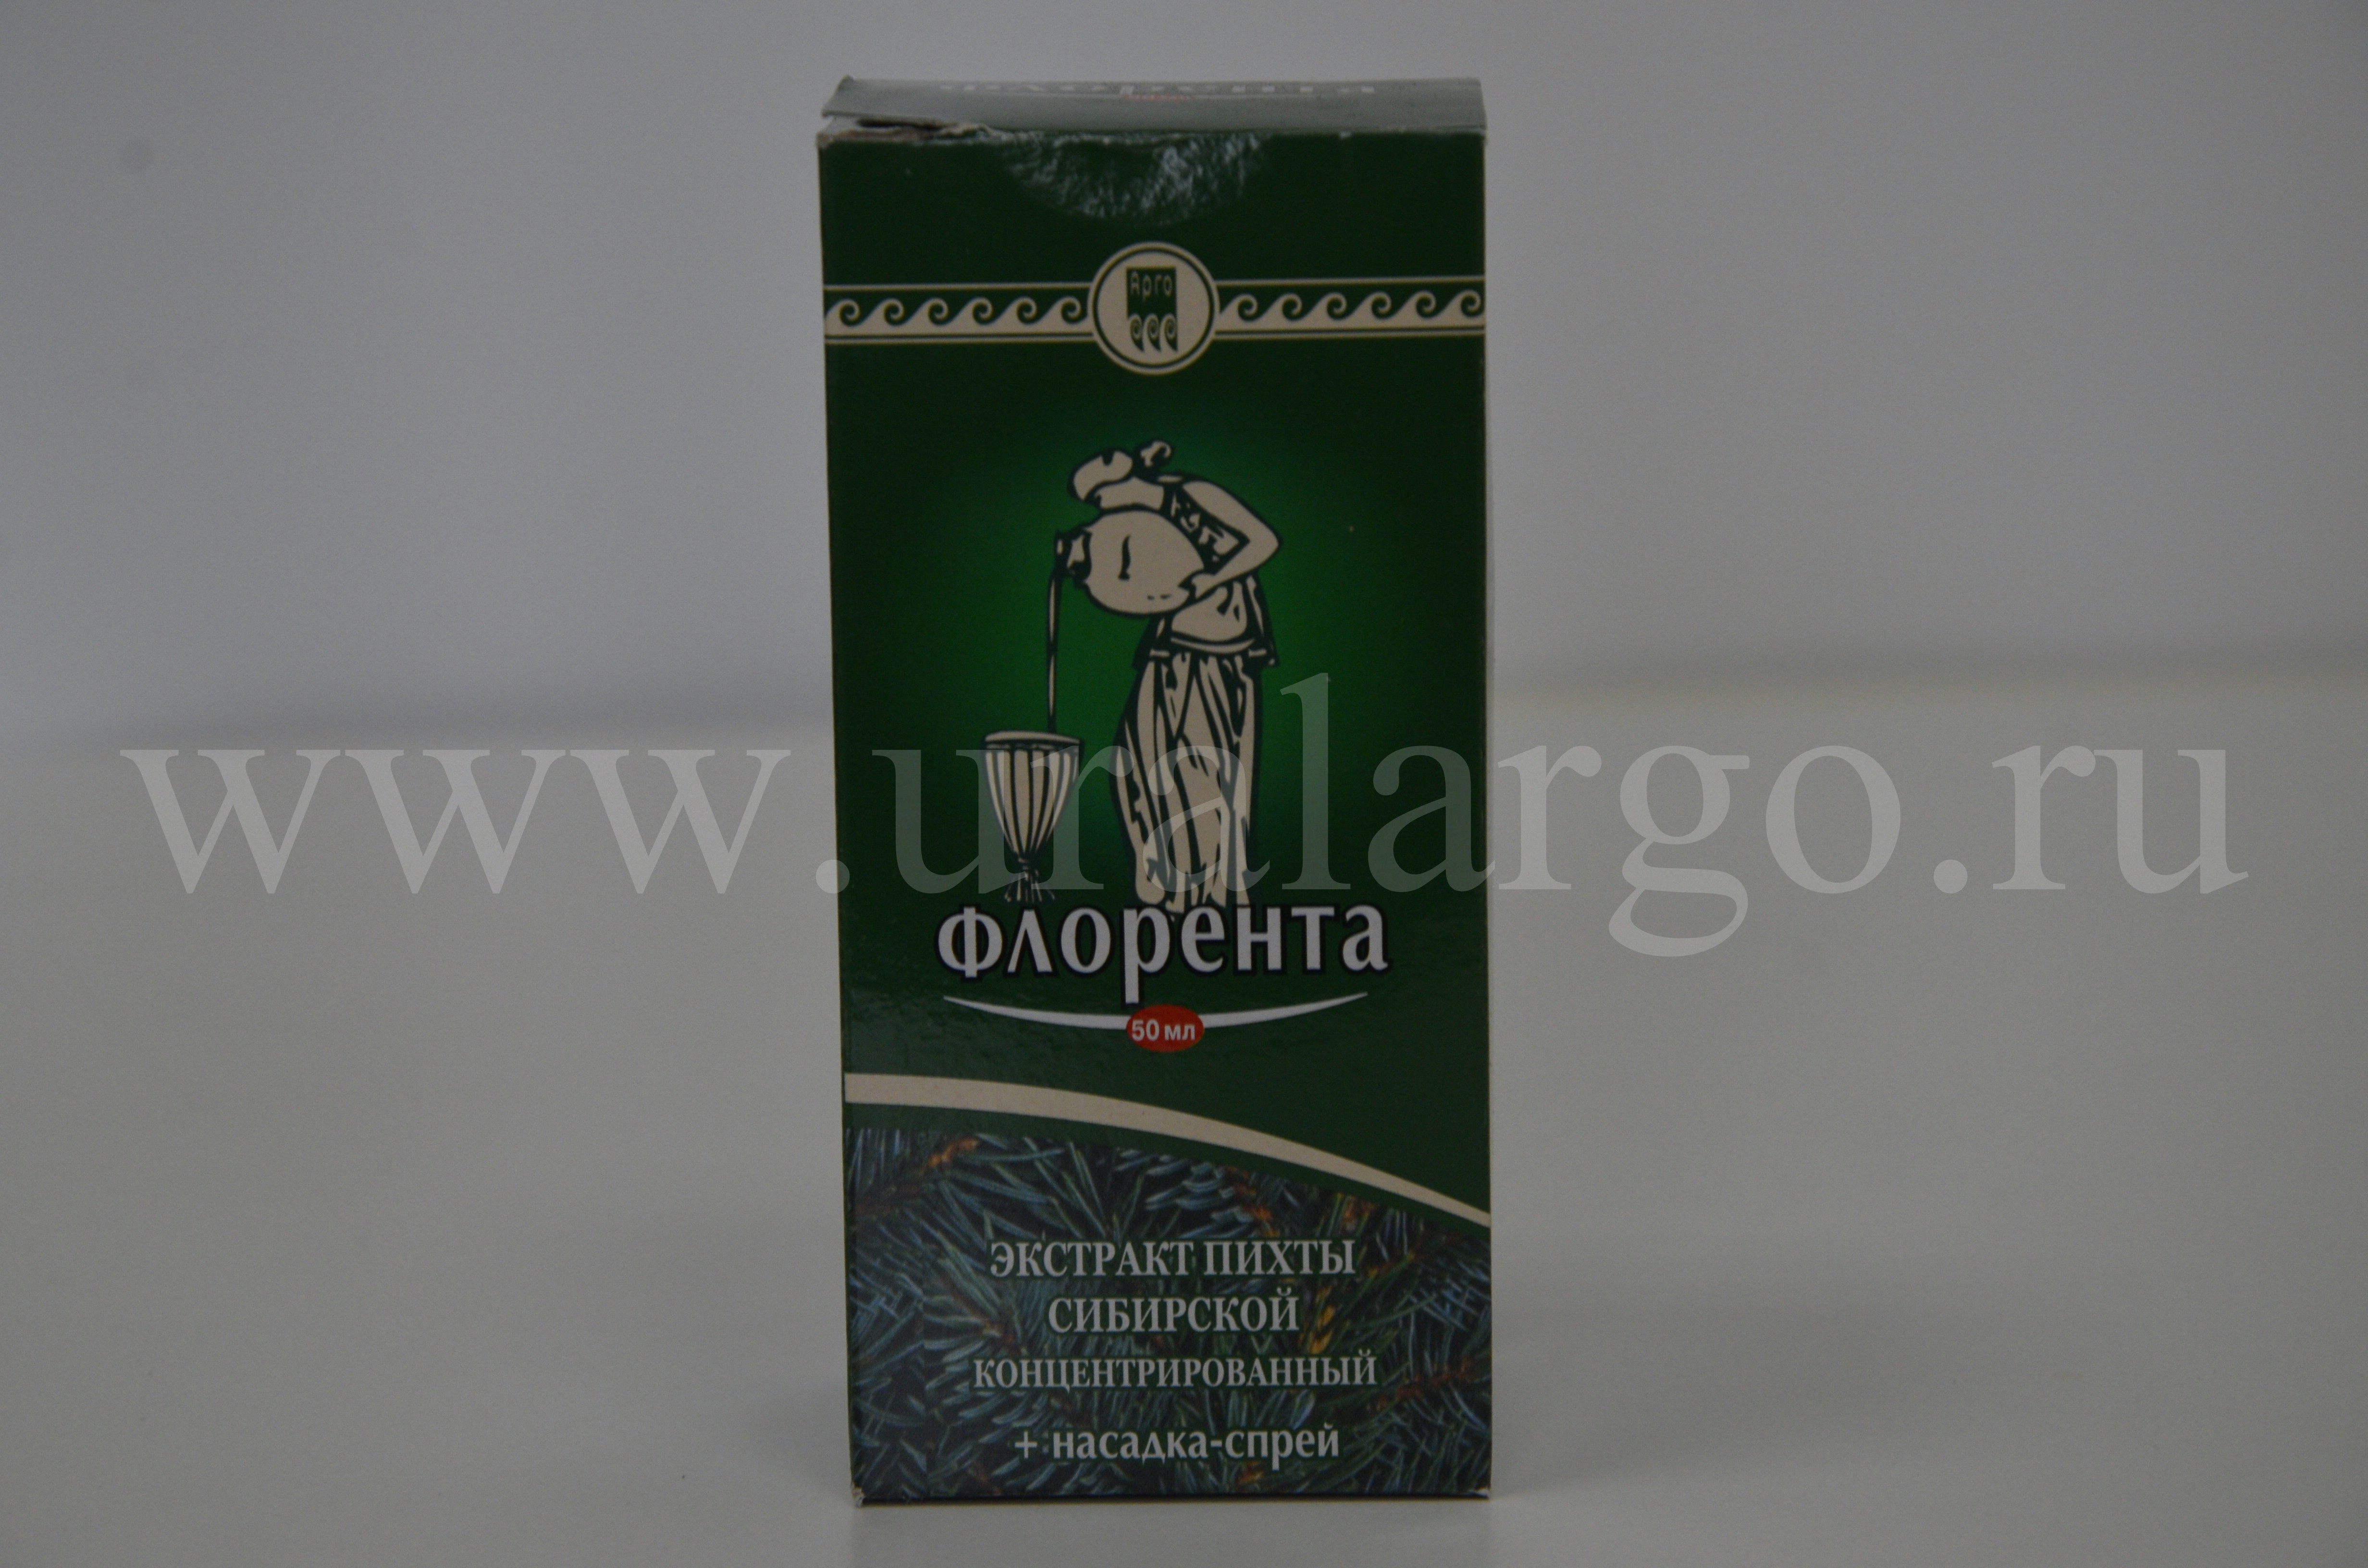 Арго
www.uralargo.ru
Флорента
50 мл
ЭКСТРАКТ ПИХТЫ
СИБИРСКОЙ
КОНЦЕНТРИРОВАННЫЙ
+ насадка-спрей